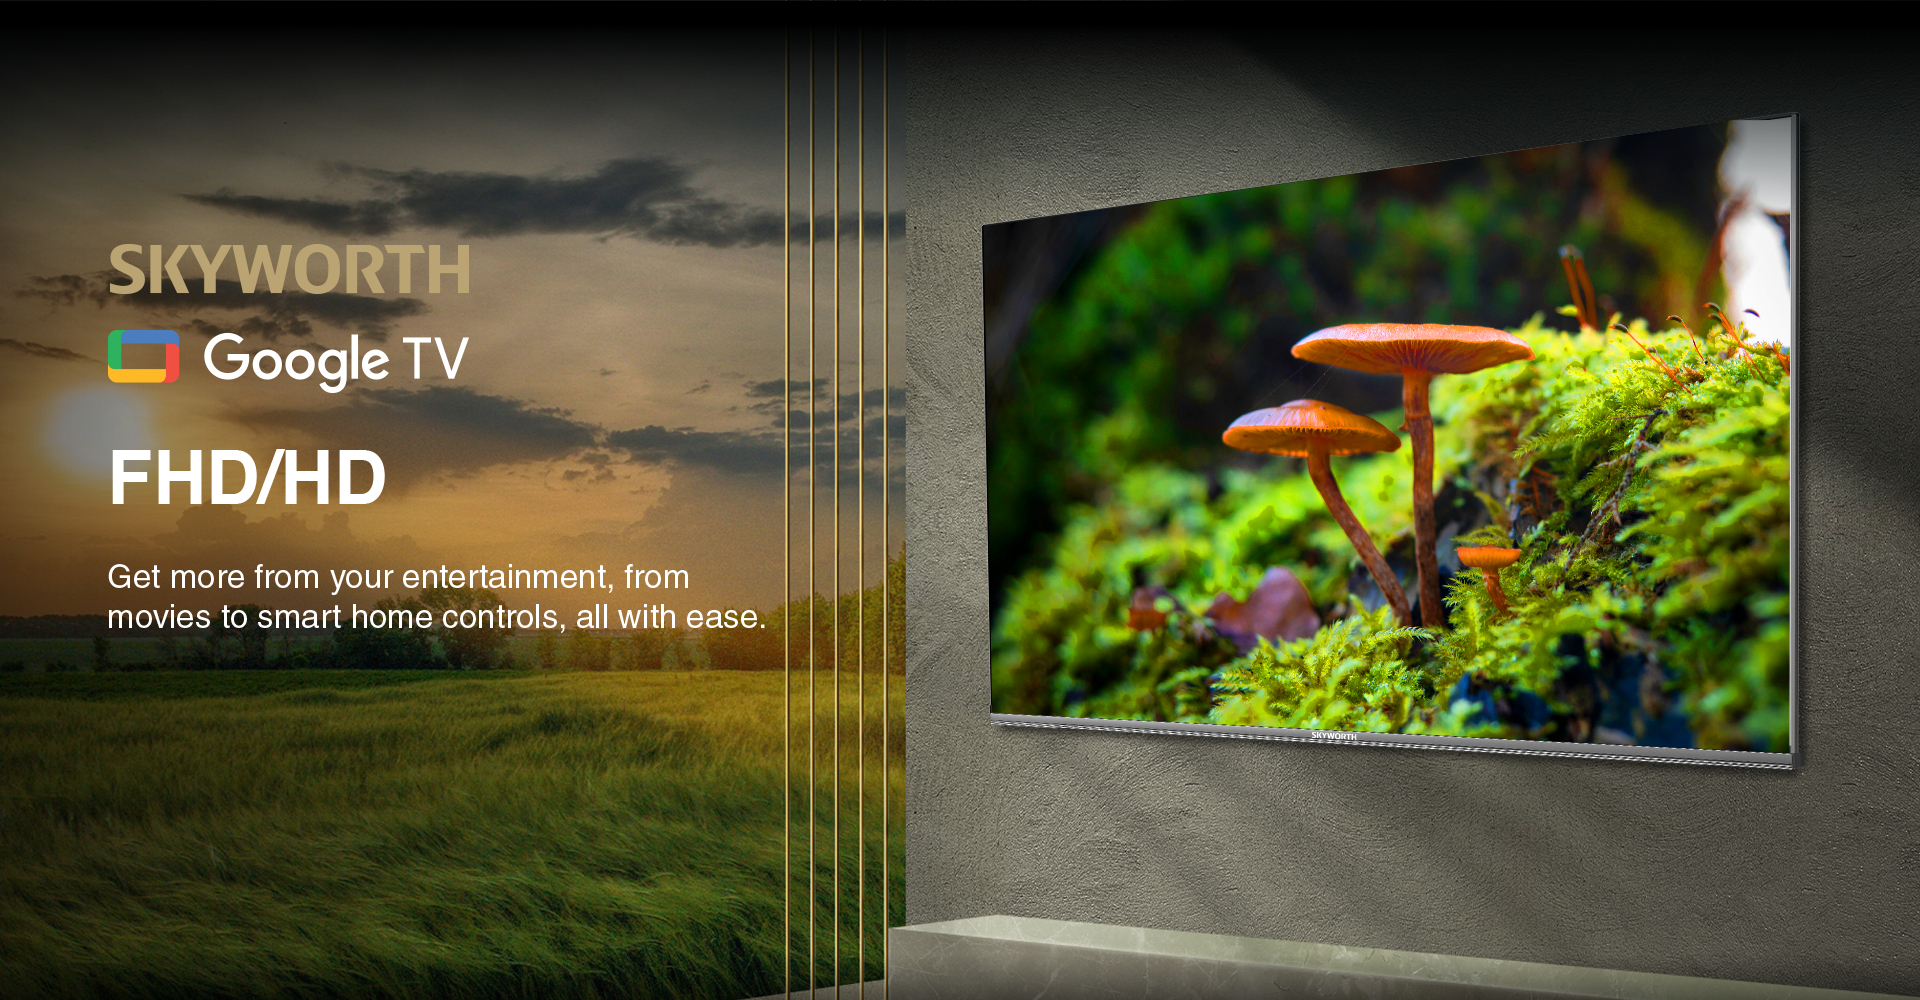 SKYWORTH
Google TV
FHD/HD
Get more from your entertainment, from
movies to smart home controls, all with ease.
SKYWORTH